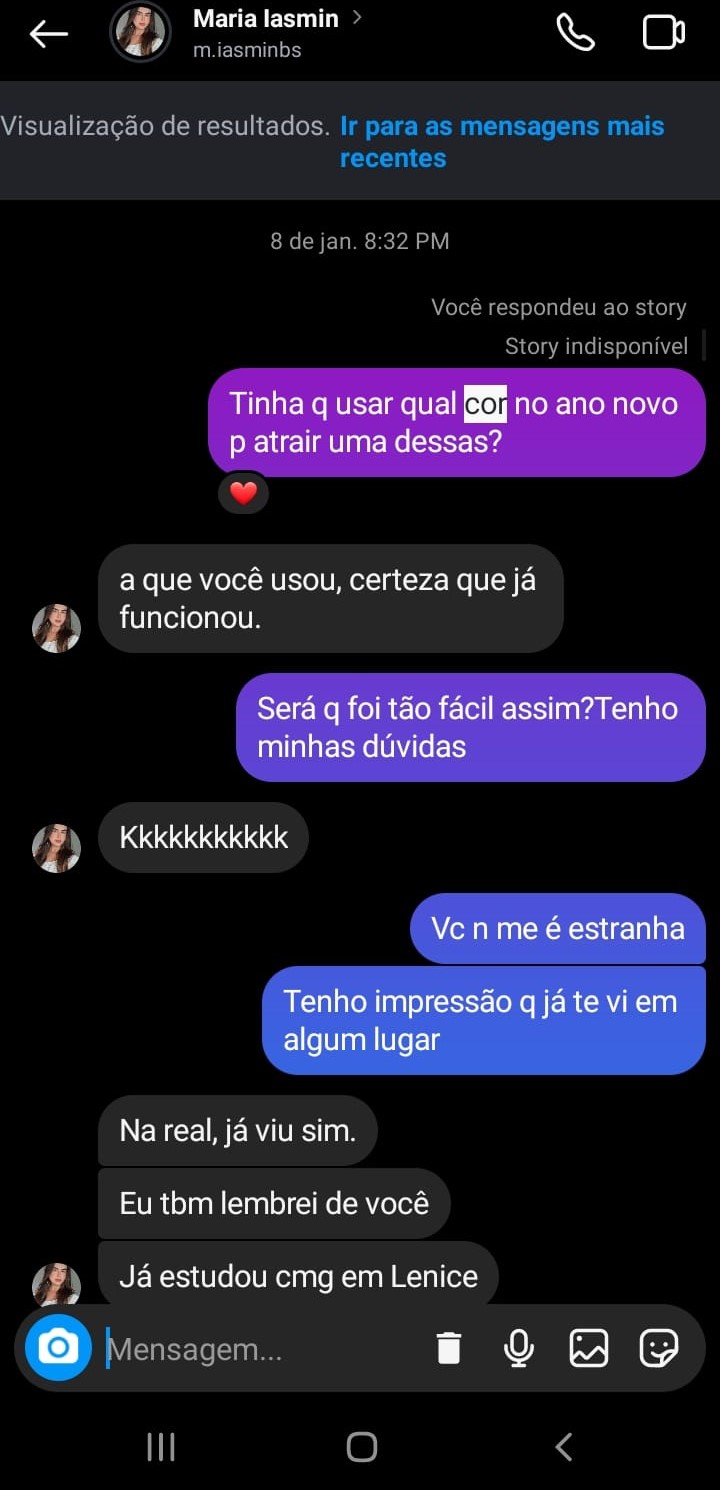 Maria Iasmin
m.iasminbs
Visualização de resultados. Ir para as mensagens mais
recentes
8 de jan. 8:32 PM
Você respondeu ao story
Story indisponível
Tinha q usar qual cor no ano novo
p atrair uma dessas?
a que você usou, certeza que já
funcionou.
Será q foi tão fácil assim?Tenho
minhas dúvidas
Kkkkkkkkkkk
Vc n me é estranha
Tenho impressão q já te vi em
algum lugar
Na real, já viu sim.
Eu tbm lembrei de você
Já estudou cmg em Lenice
Mensagem...